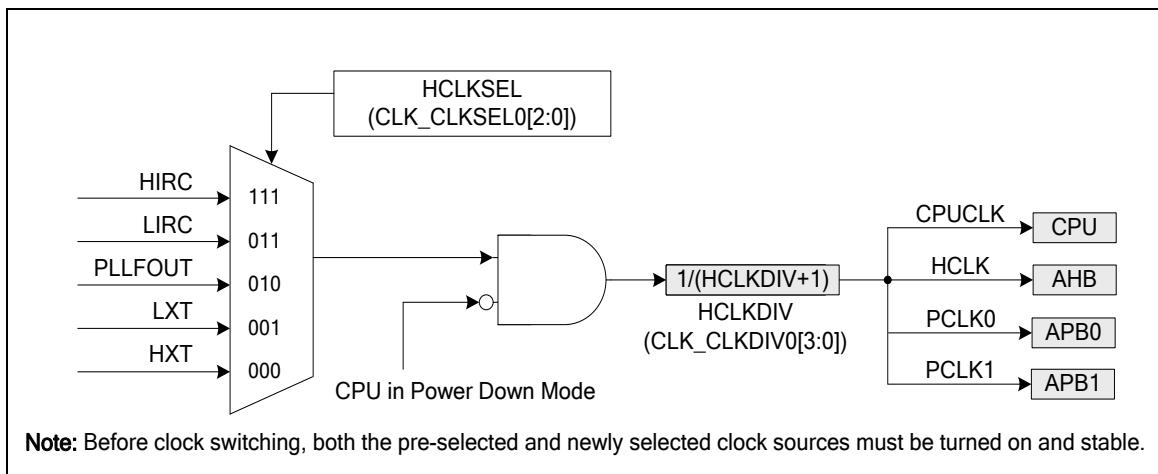 HCLKSEL
(CLK_CLKSEL0[2:0])
HIRC
111
LIRC
011
PLLFOUT
010
LXT
001
HXT
000
CPU in Power Down Mode
1/(HCLKDIV+1)
HCLKDIV
(CLK_CLKDIV0[3:0])
CPUCLK
CPU
HCLK
AHB
PCLK0
APB0
PCLK1
APB1
Note: Before clock switching, both the pre-selected and newly selected clock sources must be turned on and stable.